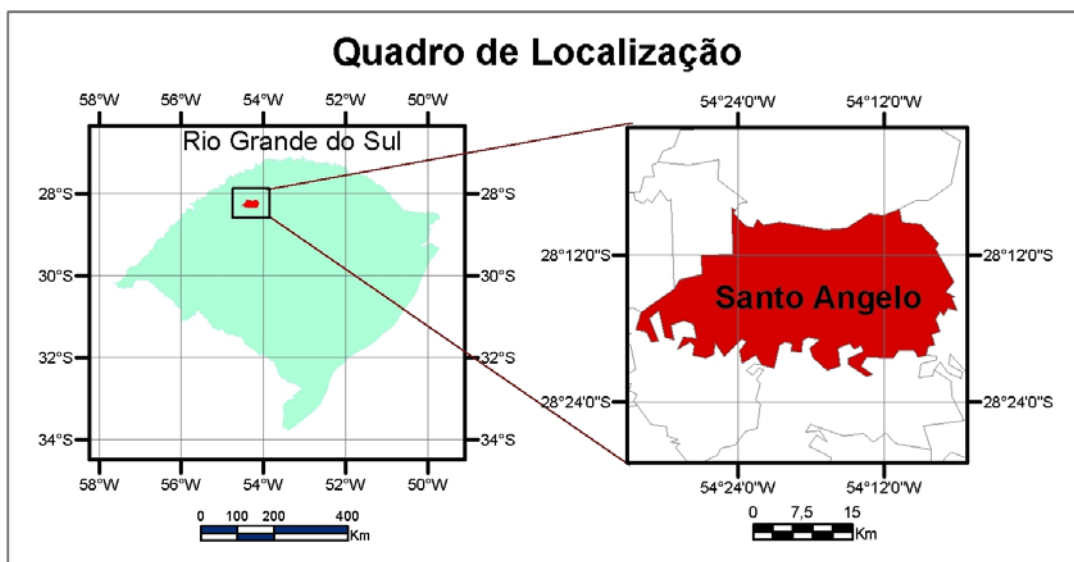 Quadro de Localização
58°W 56°W 54°W 52°W 50°W
Rio Grande do Sul
28°S 28°S
30°S 30°S
32°S 32°S
34°S 34°S
58°W 56°W 54°W 52°W 50°W
0 100 200 400
Km
54°24'0"W 54°12'0"W
28°12'0"S 28°12'0"S
Santo Angelo
28°24'0"S 28°24'0"S
54°24'0"W 54°12'0"W
0 7,5 15
Km